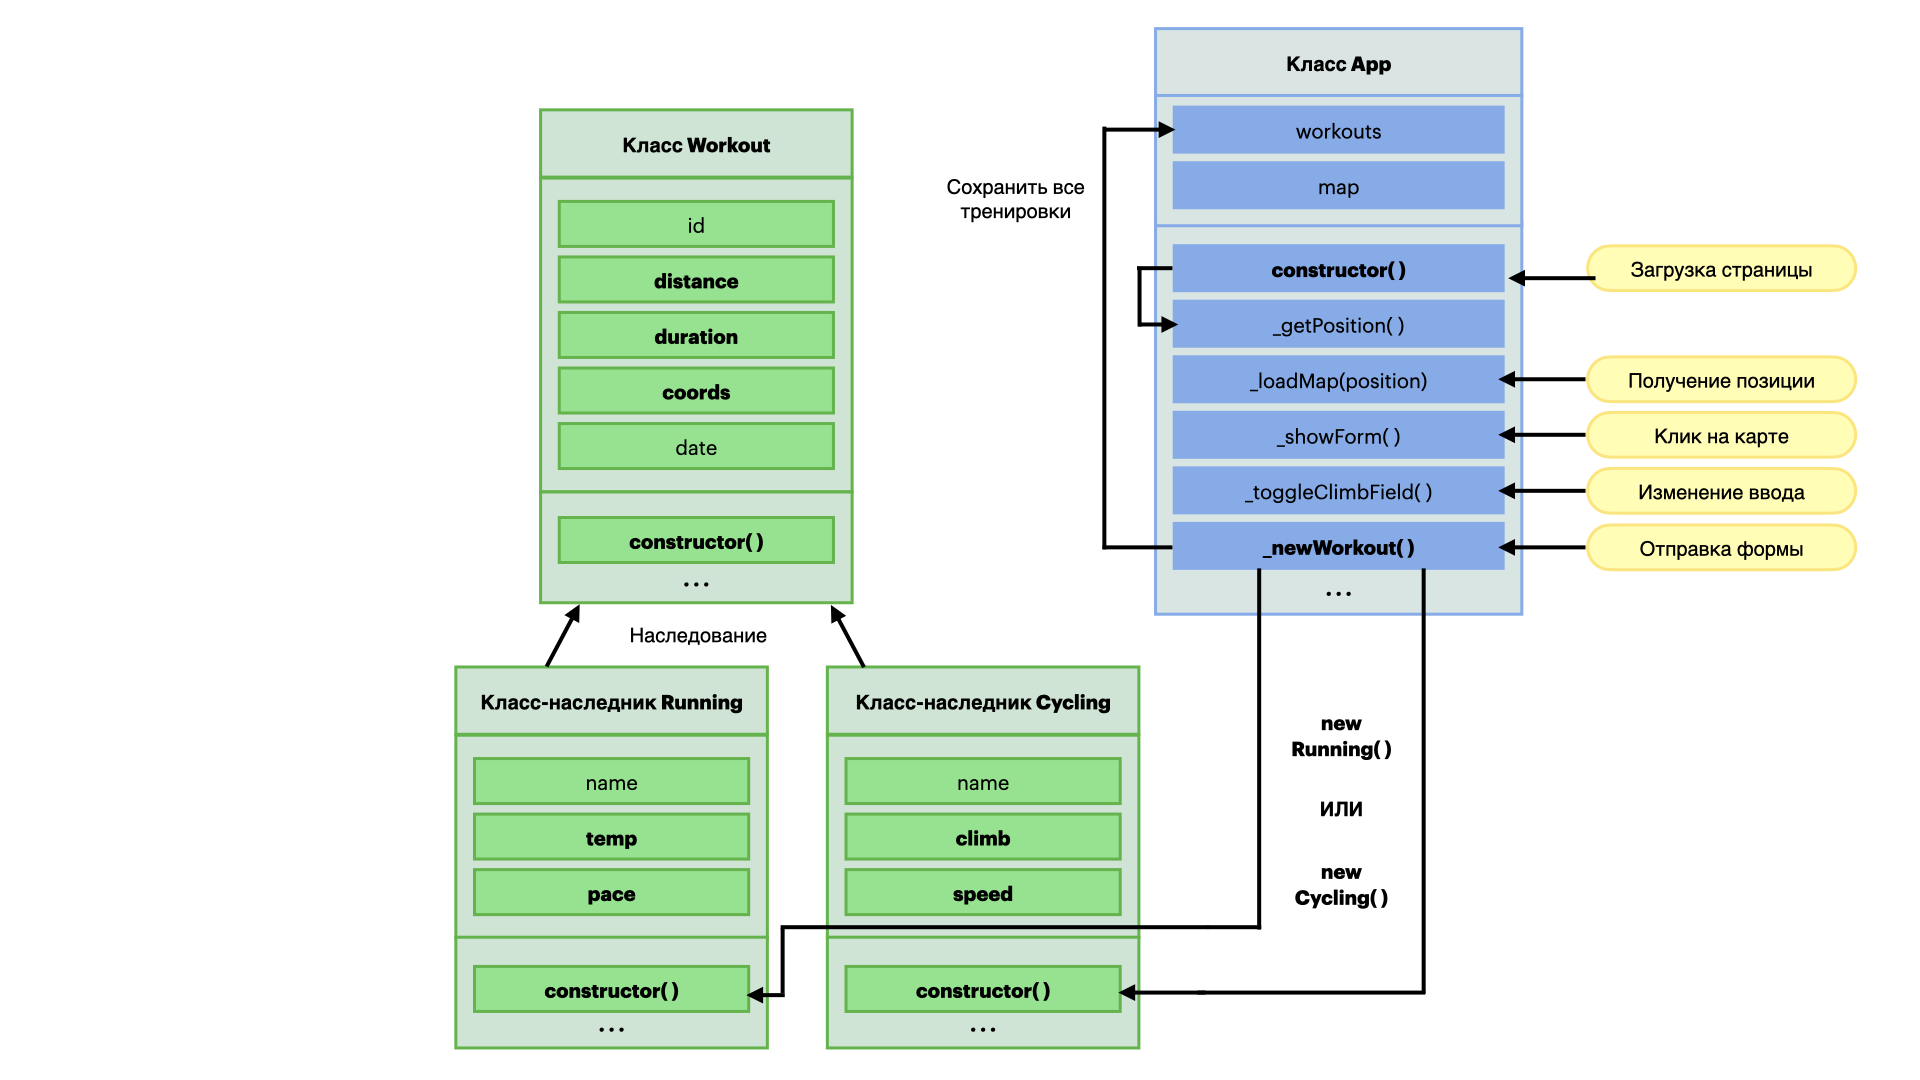 Класс Workout
id
distance
duration
coords
date
constructor( )
...
Наследование
Класс-наследник Running
name
temp
pace
constructor( )
...
Класс-наследник Cycling
name
climb
speed
constructor( )
...
Класс App
workouts
map
Сохранить все
тренировки
constructor( )
_getPosition( )
_loadMap(position)
_showForm( )
_toggleClimbField( )
_newWorkout( )
...
Загрузка страницы
Получение позиции
Клик на карте
Изменение ввода
Отправка формы
new
Running( )
ИЛИ
new
Cycling( )